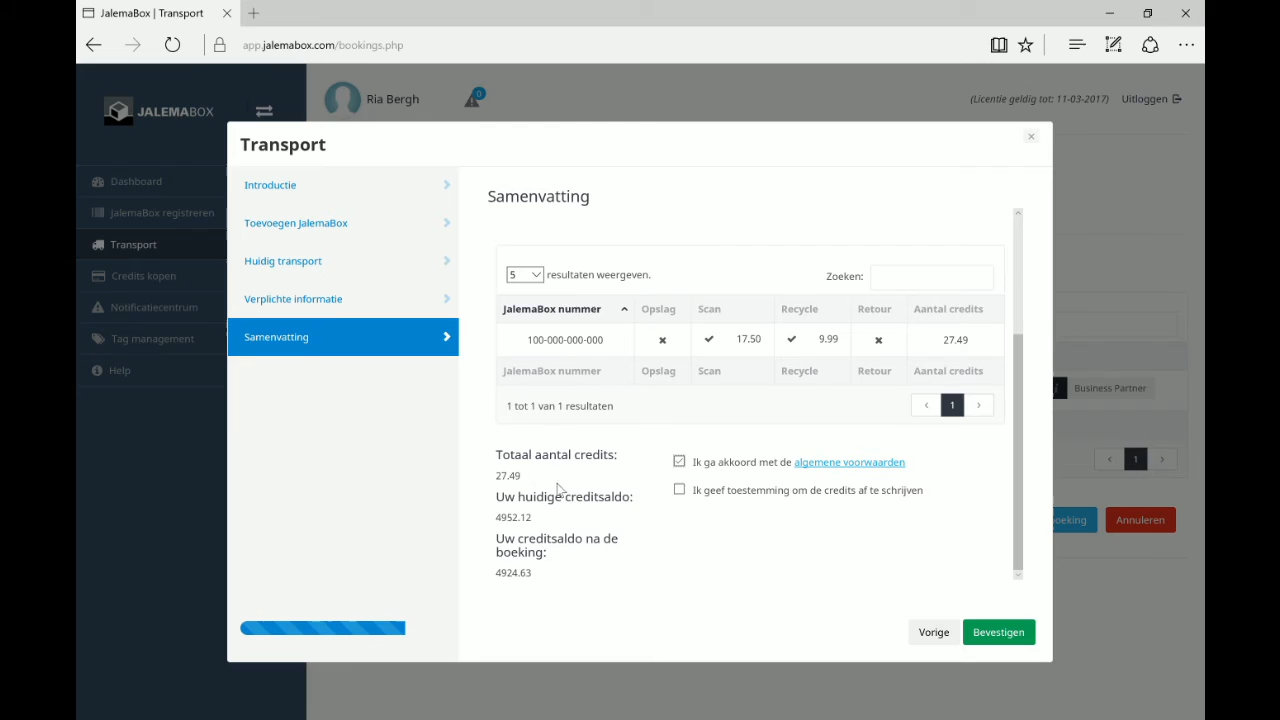 JalemaBox | Transport
app.jalemabox.com/bookings.php
JALEMABOX
Ria Bergh
0
(Licentie geldig tot: 11-03-2017)
Uitloggen
Dashboard
JalemaBox registreren
Transport
Credits kopen
Notificatiecentrum
Tag management
Help
Transport
Introductie
Toevoegen JalemaBox
Huidig transport
Verplichte informatie
Samenvatting
Samenvatting
5 resultaten weergeven.
Zoeken:
JalemaBox nummer Opslag Scan Recycle Retour Aantal credits
100-000-000-000 17.50 9.99 27.49
JalemaBox nummer Opslag Scan Recycle Retour Aantal credits
1 tot 1 van 1 resultaten
1
Totaal aantal credits:
27.49
Uw huidige creditsaldo:
4952.12
Uw creditsaldo na de
boeking:
4924.63
Ik ga akkoord met de algemene voorwaarden
Ik geef toestemming om de credits af te schrijven
Vorige
Bevestigen
Business Partner
1
Annuleren